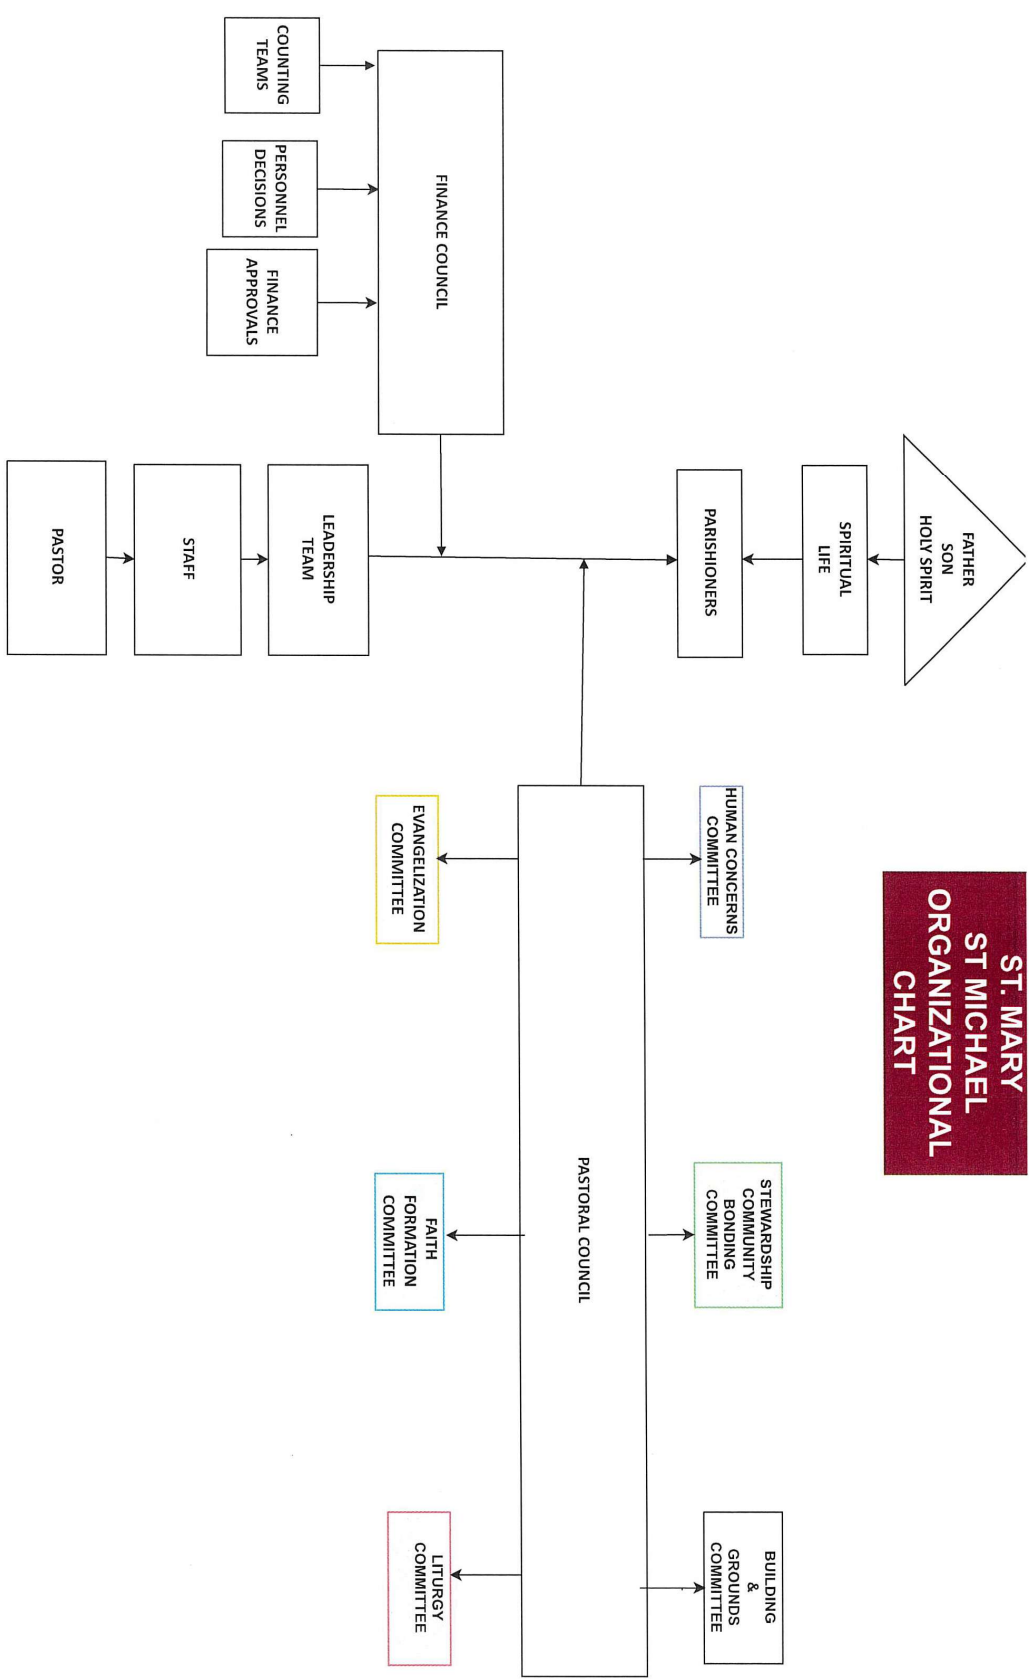 ST. MARY
ST MICHAEL
ORGANIZATIONAL
CHART
FATHER
SON
HOLY SPIRIT
SPIRITUAL
LIFE
PARISHIONERS
HUMAN CONCERNS
COMMITTEE
STEWARDSHIP
COMMUNITY
BONDING
COMMITTEE
BUILDING
&
GROUNDS
COMMITTEE
PASTORAL COUNCIL
FINANCE COUNCIL
EVANGELIZATION
COMMITTEE
FAITH
FORMATION
COMMITTEE
LITURGY
COMMITTEE
COUNTING
TEAMS
PERSONNEL
DECISIONS
FINANCE
APPROVALS
LEADERSHIP
TEAM
STAFF
PASTOR